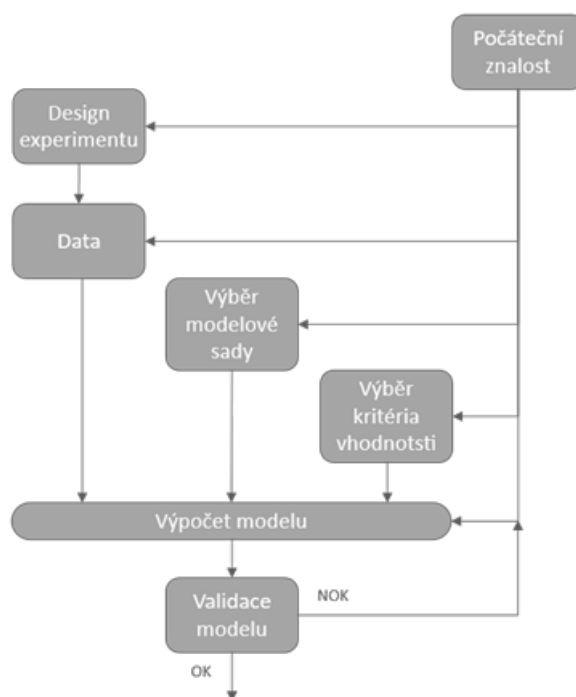 Počáteční
znalost
Design
experimentu
Data
Výběr
modelové
sady
Výběr
kritéria
vhodnotsti
Výpočet modelu
Validace
modelu
NOK
OK